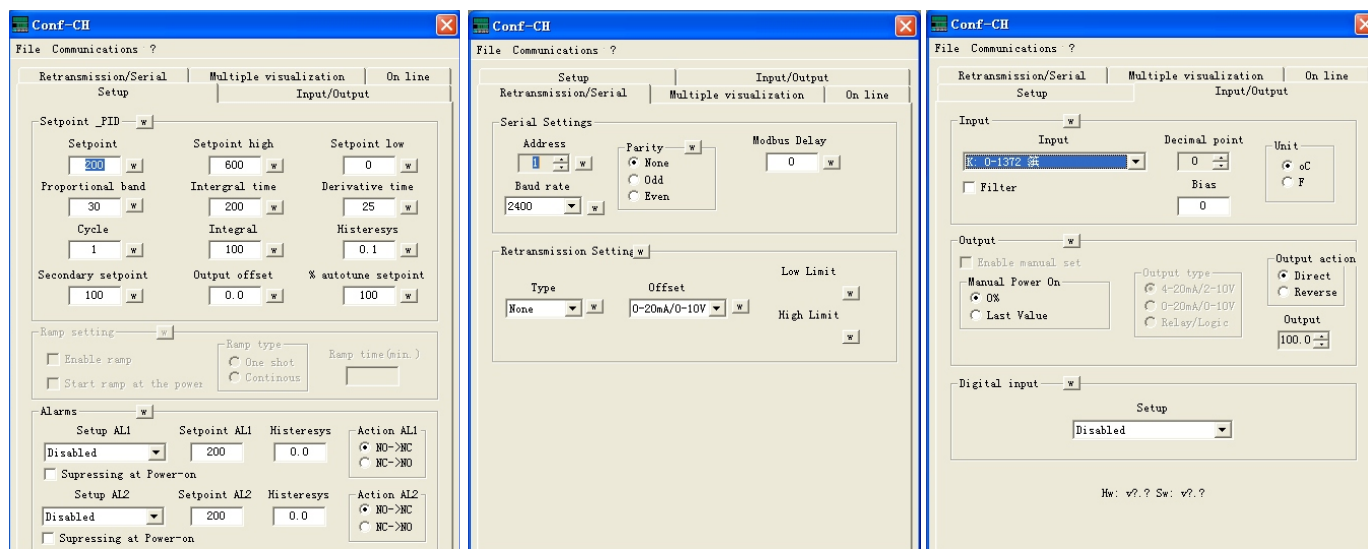 Conf-CH
File Communications ?
Retransmission/Serial Multiple visualization On line
Setup Input/Output
Setpoint _PID w
Setpoint Setpoint high Setpoint low
200 w 600 w 0 w
Proportional band Intergral time Derivative time
30 w 200 w 25 w
Cycle Integral Histeresys
1 w 100 w 0.1 w
Secondary setpoint Output offset % autotune setpoint
100 w 0.0 w 100 w
Ramp setting w
Enable ramp
Start ramp at the power
Ramp type
One shot
Continous
Ramp time(min.)
Alarms w
Setup AL1 Setpoint AL1 Histeresys Action AL1
Disabled 200 0.0 NO->NC
NC->NO
Supressing at Power-on
Setup AL2 Setpoint AL2 Histeresys Action AL2
Disabled 200 0.0 NO->NC
NC->NO
Supressing at Power-on
Conf-CH
File Communications ?
Setup Input/Output
Retransmission/Serial Multiple visualization On line
Serial Settings
Address
1 w
Baud rate
2400 w
Parity w
None
Odd
Even
Modbus Delay
0 w
Retransmission Setting w
Type Offset
None w 0-20mA/0-10V w
Low Limit
w
High Limit
w
Conf-CH
File Communications ?
Retransmission/Serial Multiple visualization On line
Setup Input/Output
Input w
Input Decimal point
K: 0-1372 0
Filter
Bias
0
Unit
oC
F
Output w
Enable manual set
Manual Power On
0%
Last Value
Output type
4-20mA/2-10V
0-20mA/0-10V
Relay/Logic
Output action
Direct
Reverse
Output
100.0
Digital input w
Setup
Disabled
Hw: v?.? Sw: v?.?